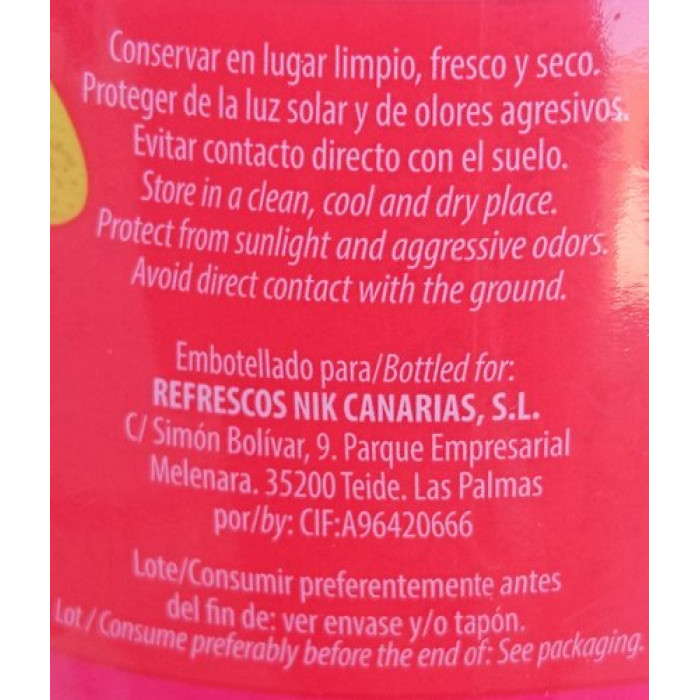 Conservar en lugar limpio, fresco y seco.
Proteger de la luz solar y de olores agresivos.
Evitar contacto directo con el suelo.
Store in a clean, cool and dry place.
Protect from sunlight and aggressive odors.
Avoid direct contact with the ground.
Embotellado para/Bottled for:
REFRESCOS NIK CANARIAS, S.L.
C/ Simón Bolívar, 9. Parque Empresarial
Melenara. 35200 Teide. Las Palmas
por/by: CIF:A96420666
Lote/Consumir preferentemente antes
del fin de: ver envase y/o tapón.
Lot / Consume preferably before the end of: See packaging.